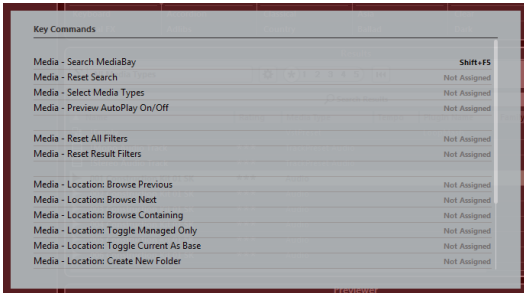 Key Commands
Media - Search MediaBay Shift+F5
Media - Reset Search Not Assigned
Media - Select Media Types Not Assigned
Media - Preview AutoPlay On/Off Not Assigned
Media - Reset All Filters Not Assigned
Media - Reset Result Filters Not Assigned
Media - Location: Browse Previous Not Assigned
Media - Location: Browse Next Not Assigned
Media - Location: Browse Containing Not Assigned
Media - Location: Toggle Managed Only Not Assigned
Media - Location: Toggle Current As Base Not Assigned
Media - Location: Create New Folder Not Assigned
Previewer